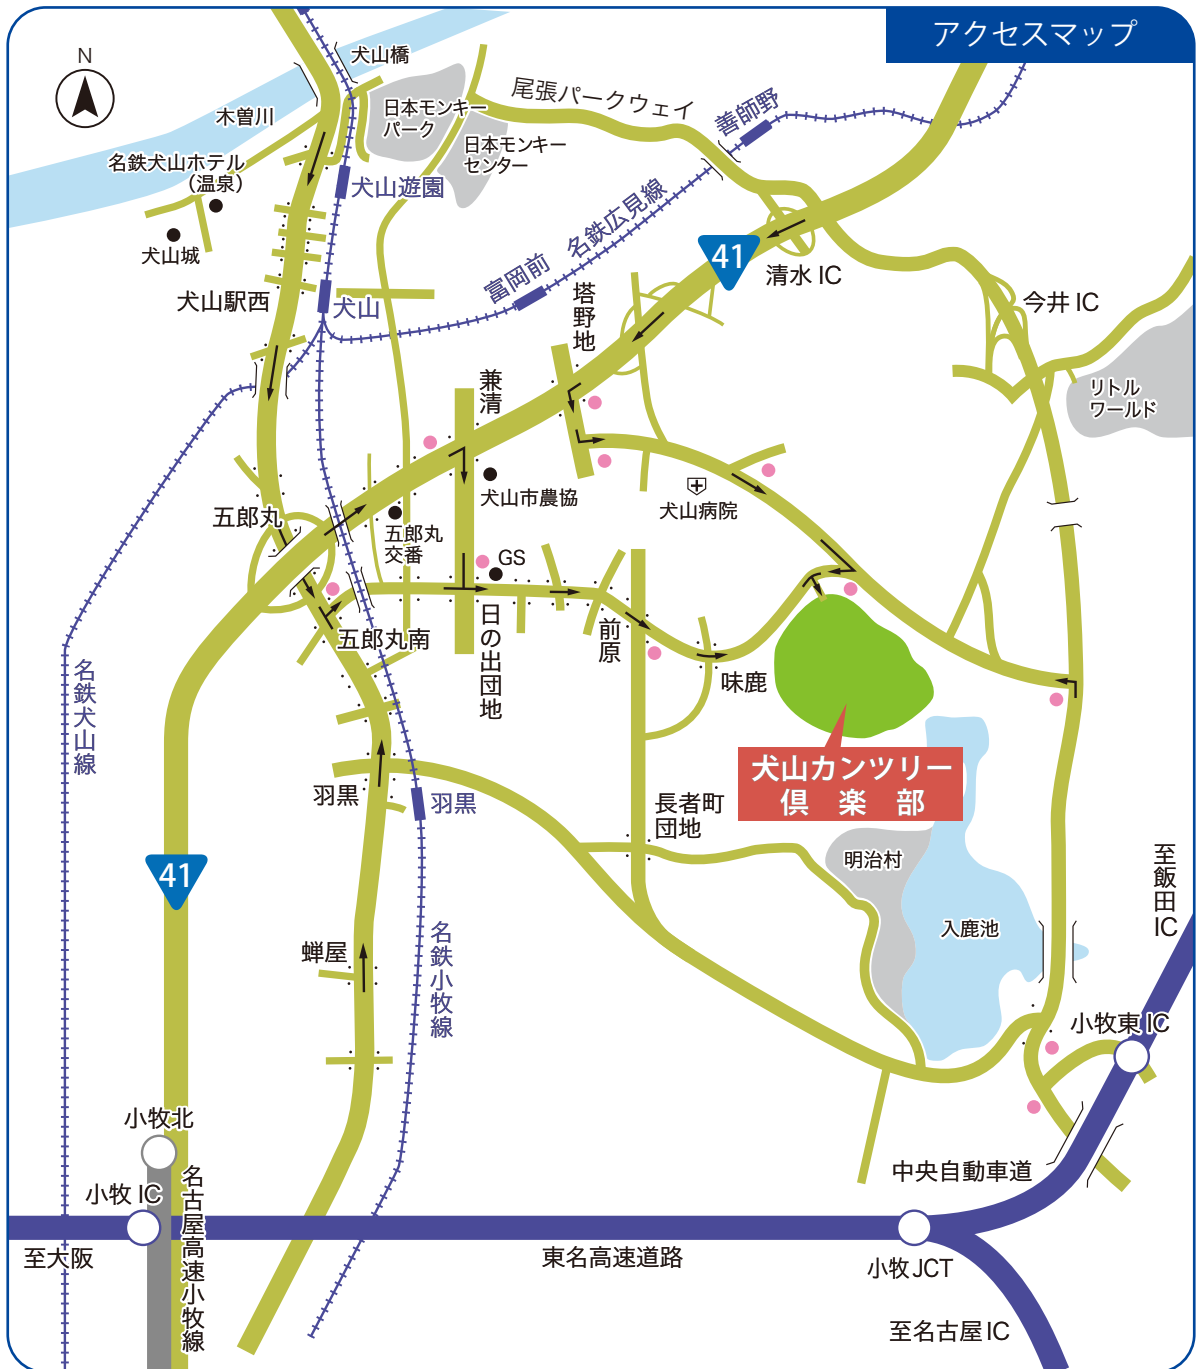 アクセスマップ
N
犬山橋
木曽川
日本モンキー
パーク
尾張パークウェイ
善師野
日本モンキー
センター
名鉄犬山ホテル
（温泉）
犬山遊園
名鉄広見線
犬山城
41
清水 IC
富岡前
犬山駅西
犬山
塔野地
今井 IC
兼清
リトル
ワールド
犬山市農協
犬山病院
五郎丸
五郎丸
交番
GS
日の出団地
前原
五郎丸南
味鹿
名鉄犬山線
犬山カンツリー
倶楽部
羽黒
羽黒
長者町
団地
明治村
至飯田IC
41
入鹿池
蝉屋
名鉄小牧線
小牧東 IC
小牧北
名古屋高速小牧線
中央自動車道
小牧 IC
至大阪
東名高速道路
小牧 JCT
至名古屋 IC